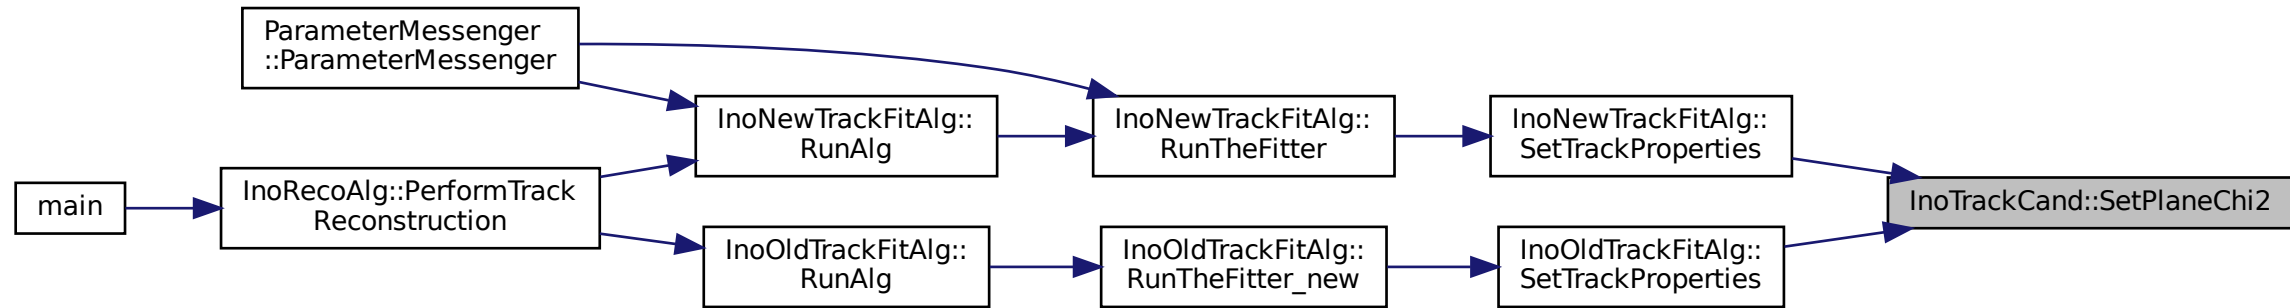 ParameterMessenger
::ParameterMessenger
InoNewTrackFitAlg::
RunAlg
InoNewTrackFitAlg::
RunTheFitter
InoNewTrackFitAlg::
SetTrackProperties
main
InoRecoAlg::PerformTrack
Reconstruction
InoTrackCand::SetPlaneChi2
InoOldTrackFitAlg::
RunAlg
InoOldTrackFitAlg::
RunTheFitter_new
InoOldTrackFitAlg::
SetTrackProperties